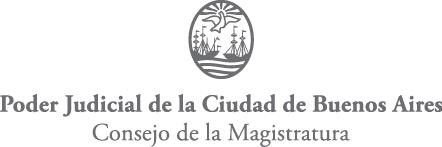 Poder Judicial de la Ciudad de Buenos Aires
Consejo de la Magistratura